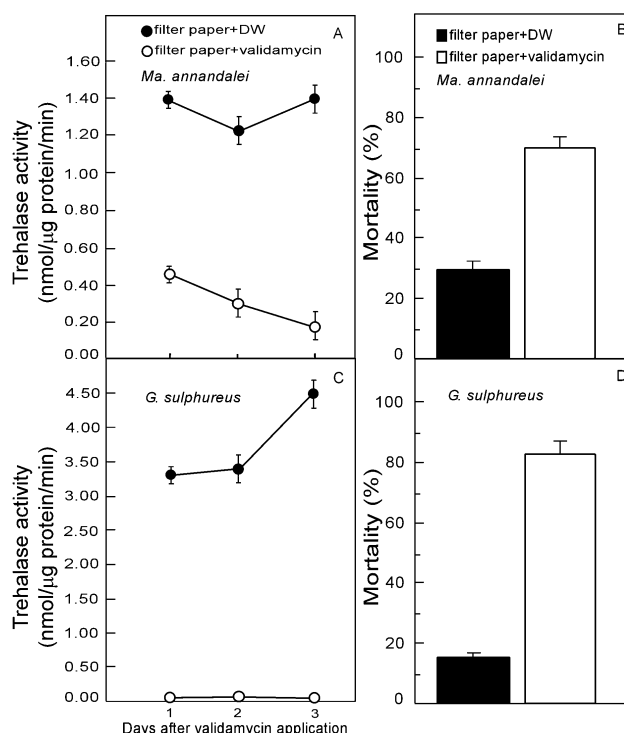 filter paper+DW
filter paper+validamycin
A
Ma. annandalei
Trehalase activity
(nmol/µg protein/min)
1.80
1.60
1.40
1.20
1.60
0.80
0.60
0.40
0.20
0.00
filter paper+DW
filter paper+validamycin
B
Ma. annandalei
Mortality (%)
100
80
60
40
20
0
C
G. sulphureus
Trehalase activity
(nmol/µg protein/min)
4.50
4.00
3.50
3.00
2.50
2.00
1.50
1.00
0.50
0.00
1 2 3
Days after validamycin application
D
G. sulphureus
Mortality (%)
100
80
60
40
20
0